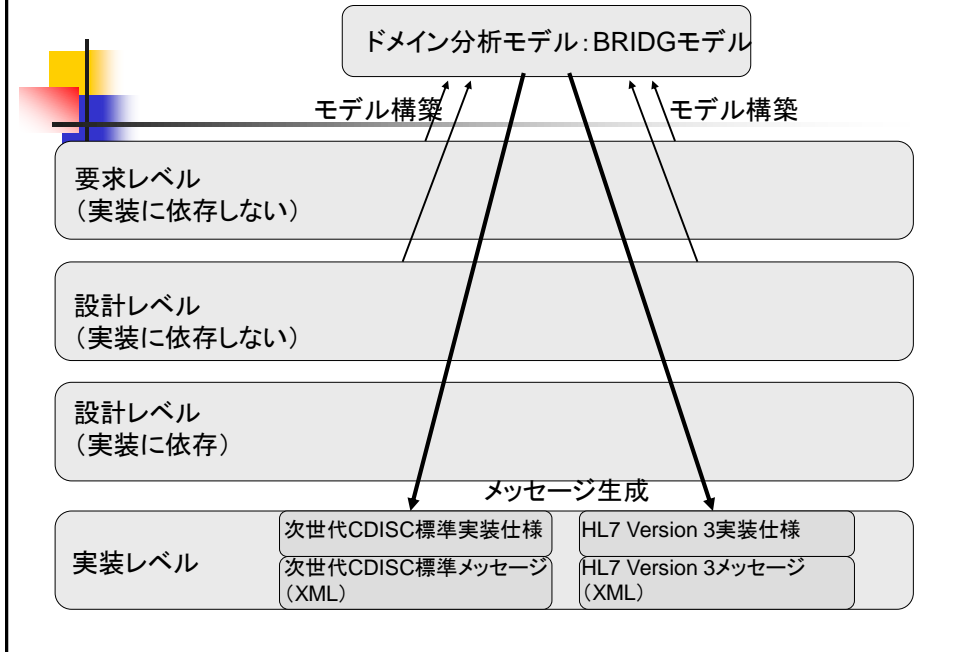 ドメイン分析モデル：BRIDGモデル
モデル構築
モデル構築
要求レベル
（実装に依存しない）
設計レベル
（実装に依存しない）
設計レベル
（実装に依存）
メッセージ生成
実装レベル
次世代CDISC標準実装仕様
次世代CDISC標準メッセージ
（XML）
HL7 Version 3実装仕様
HL7 Version 3メッセージ
（XML）